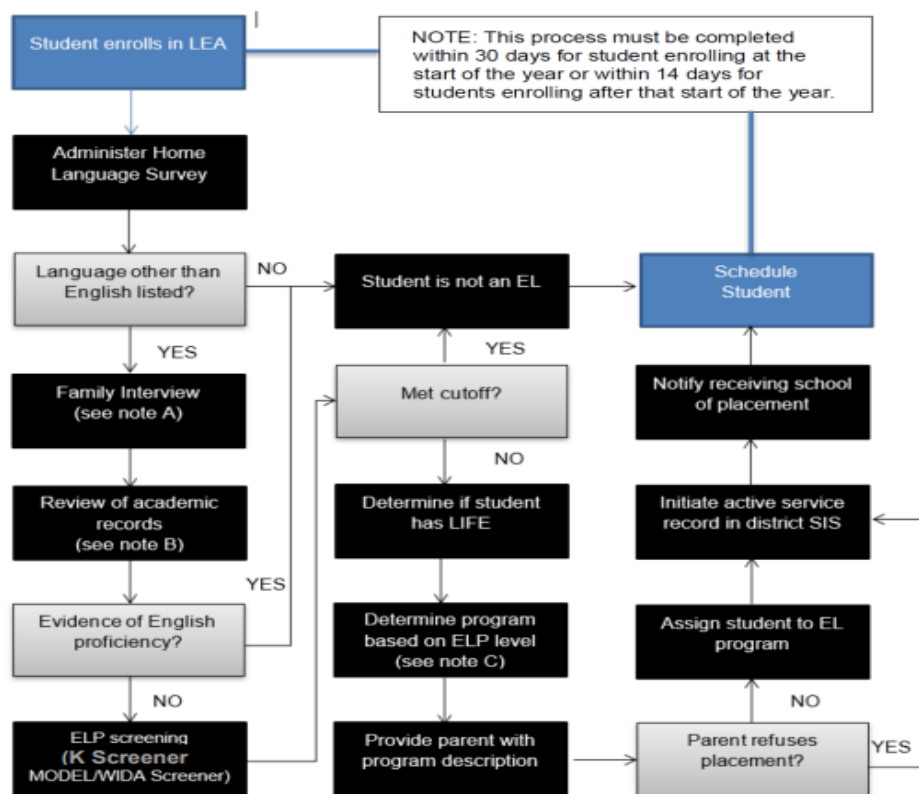 Student enrolls in LEA
NOTE: This process must be completed
within 30 days for student enrolling at the
start of the year or within 14 days for
students enrolling after that start of the year.
Administer Home
Language Survey
Language other than
English listed?
NO
Student is not an EL
Schedule
Student
YES
YES
Family Interview
(see note A)
Met cutoff?
Notify receiving school
of placement
NO
Review of academic
records
(see note B)
Determine if student
has LIFE
Initiate active service
record in district SIS
YES
Evidence of English
proficiency?
Determine program
based on ELP level
(see note C)
Assign student to EL
program
NO
NO
ELP screening
(K Screener
MODEL/WIDA Screener)
Provide parent with
program description
Parent refuses
placement?
YES